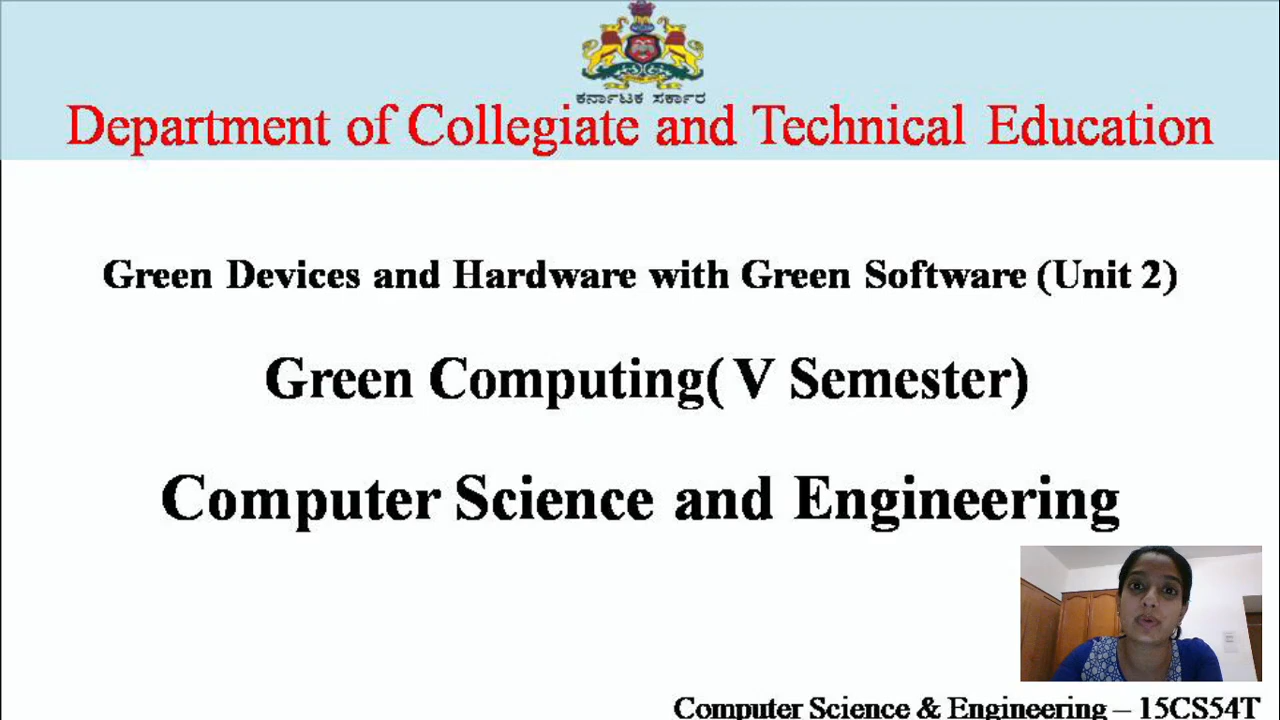 ಕರ್ನಾಟಕ ಸರ್ಕಾರ
Department of Collegiate and Technical Education
Green Devices and Hardware with Green Software (Unit 2)
Green Computing( V Semester)
Computer Science and Engineering
Computer Science & Engineering – 15CS54T